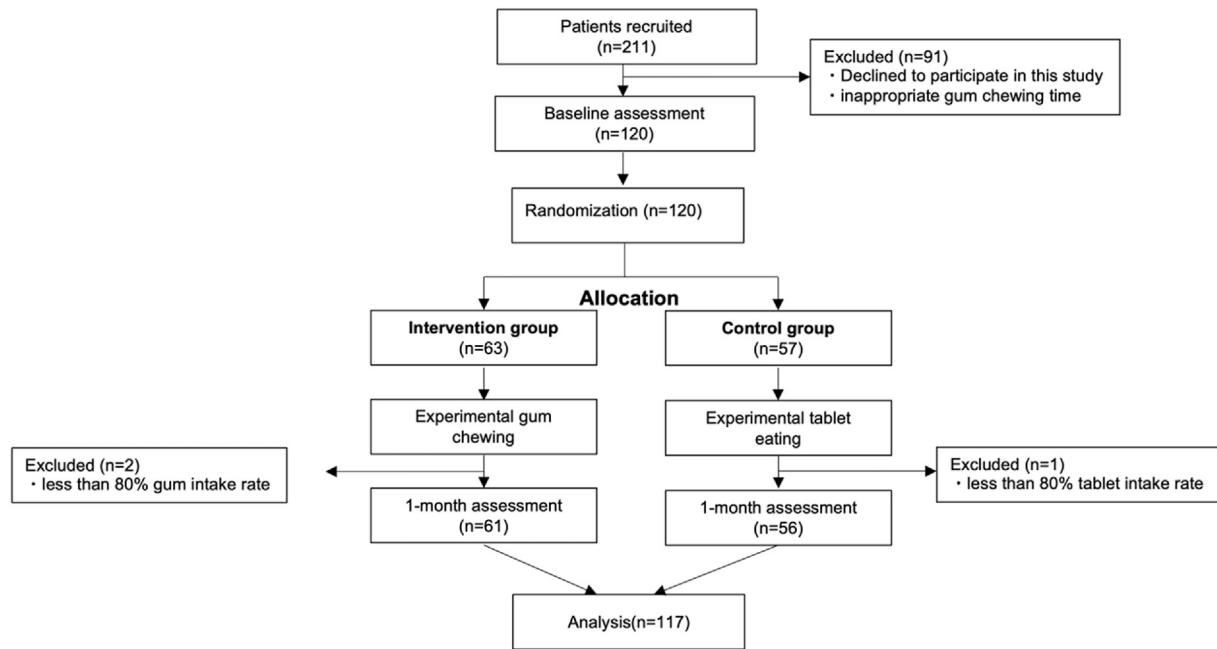 Patients recruited
(n=211)
Excluded (n=91)
・Declined to participate in this study
・inappropriate gum chewing time
Baseline assessment
(n=120)
Randomization (n=120)
Allocation
Intervention group
(n=63)
Control group
(n=57)
Experimental gum
chewing
Experimental tablet
eating
Excluded (n=2)
・less than 80% gum intake rate
Excluded (n=1)
・less than 80% tablet intake rate
1-month assessment
(n=61)
1-month assessment
(n=56)
Analysis(n=117)